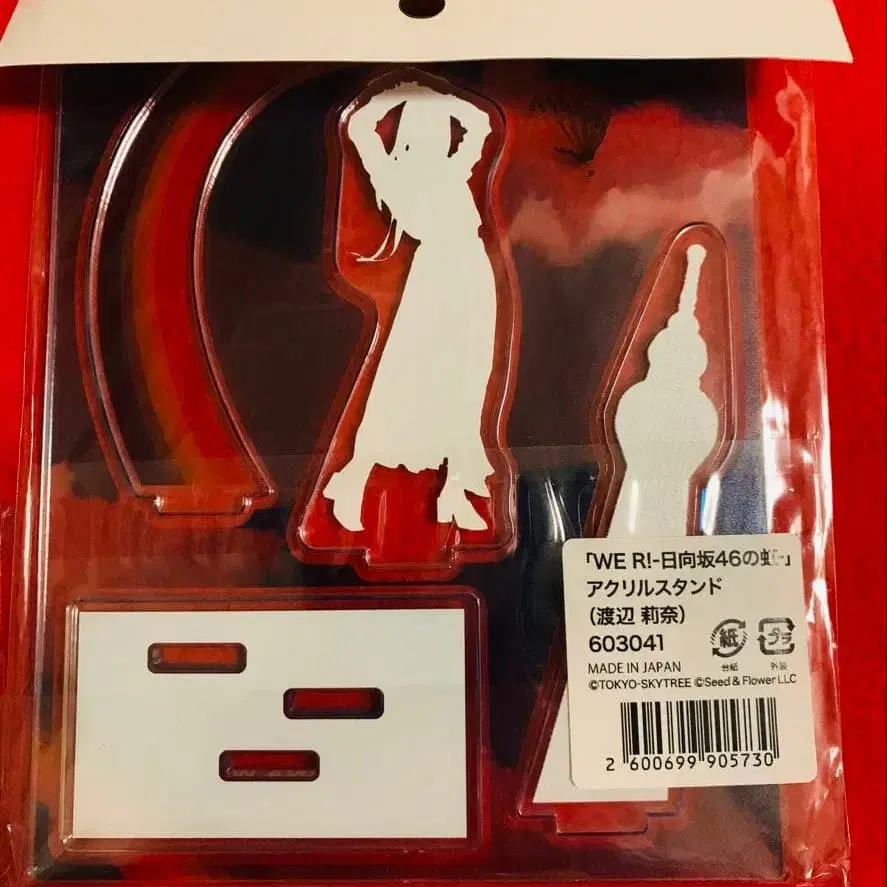 「WE R!-日向坂46の虹-」
アクリルスタンド
(渡辺 莉奈)
603041
紙
プラ
台紙
外装
MADE IN JAPAN
©TOKYO-SKYTREE ©Seed & Flower LLC
2 600699 905730